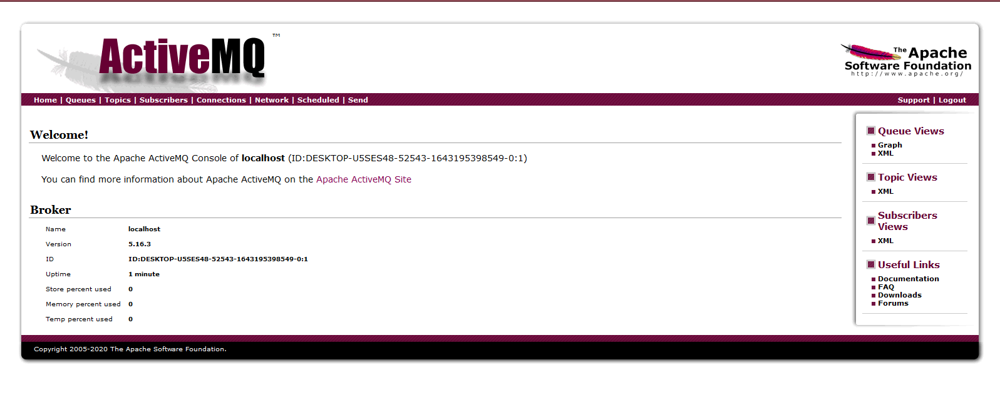 ActiveMQ ™
The Apache
Software Foundation
http://www.apache.org/
Home | Queues | Topics | Subscribers | Connections | Network | Scheduled | Send
Support | Logout
Welcome!
Welcome to the Apache ActiveMQ Console of localhost (ID:DESKTOP-U5SES48-52543-1643195398549-0:1)
You can find more information about Apache ActiveMQ on the Apache ActiveMQ Site
Broker
Name localhost
Version 5.16.3
ID ID:DESKTOP-U5SES48-52543-1643195398549-0:1
Uptime 1 minute
Store percent used 0
Memory percent used 0
Temp percent used 0
Queue Views
Graph
XML
Topic Views
XML
Subscribers
Views
XML
Useful Links
Documentation
FAQ
Downloads
Forums
Copyright 2005-2020 The Apache Software Foundation.